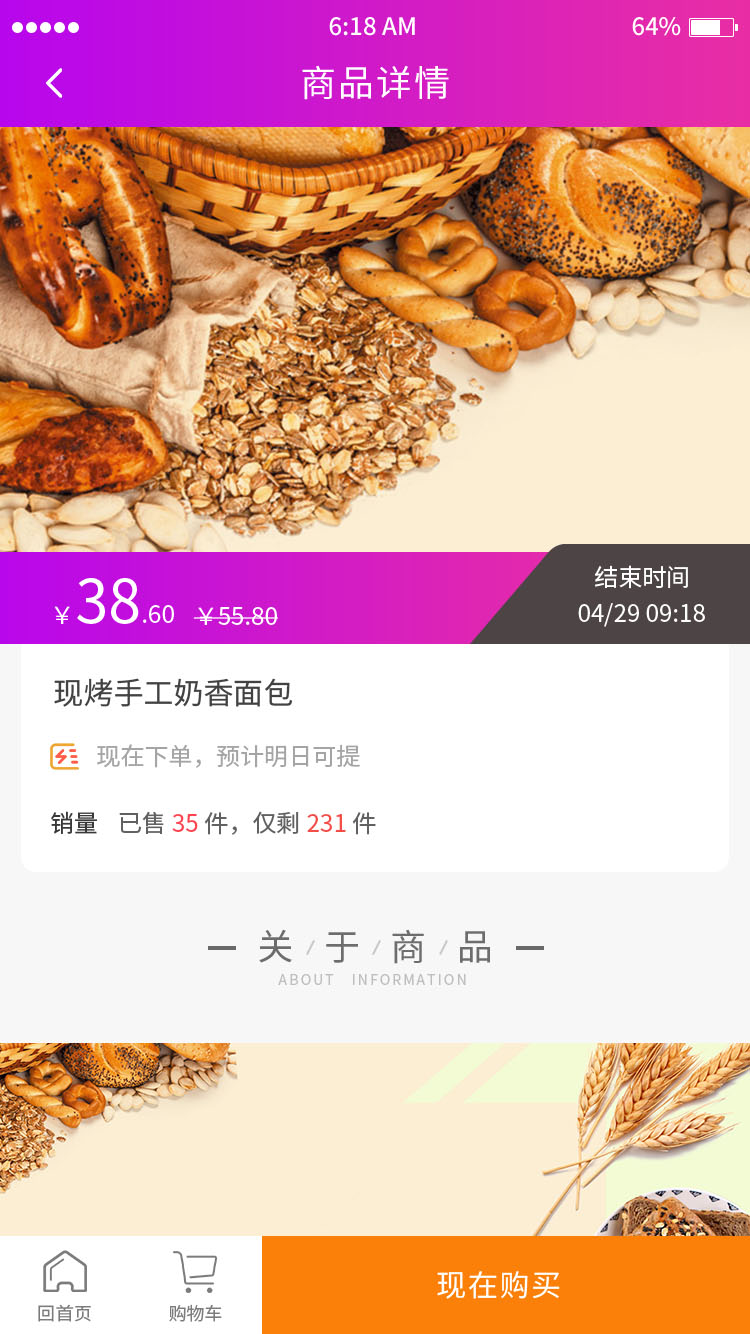 6:18 AM
64%
商品详情
结束时间
04/29 09:18
￥38.60 ￥55.80
现烤手工奶香面包
现在下单，预计明日可提
销量 已售 35 件，仅剩 231 件
关 / 于 / 商 / 品
ABOUT INFORMATION
回首页
购物车
现在购买